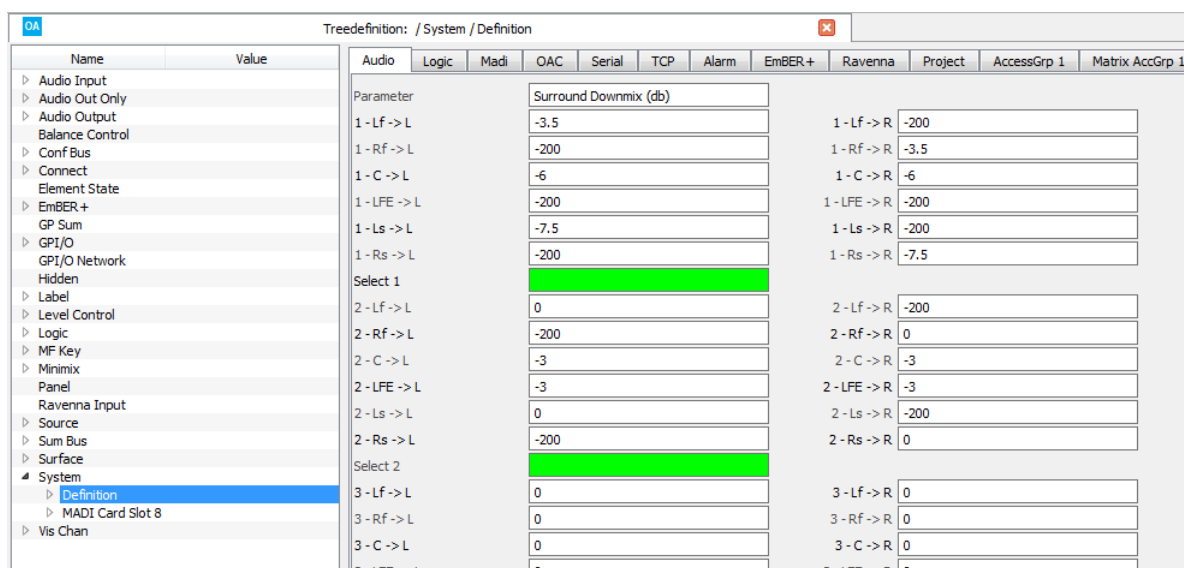 OA Treedefinition: / System / Definition
Name Value
Audio Logic Madi OAC Serial TCP Alarm EmBER+ Ravenna Project AccessGrp 1 Matrix AccGrp 1
Audio Input
Audio Out Only
Audio Output
Balance Control
Conf Bus
Connect
Element State
EmBER+
GP Sum
GPI/O
GPI/O Network
Hidden
Label
Level Control
Logic
MF Key
Minimix
Panel
Ravenna Input
Source
Sum Bus
Surface
System
Definition
MADI Card Slot 8
Vis Chan
Parameter Surround Downmix (db)
1 - Lf -> L -3.5 1 - Lf -> R -200
1 - Rf -> L -200 1 - Rf -> R -3.5
1 - C -> L -6 1 - C -> R -6
1 - LFE -> L -200 1 - LFE -> R -200
1 - Ls -> L -7.5 1 - Ls -> R -200
1 - Rs -> L -200 1 - Rs -> R -7.5
Select 1
2 - Lf -> L 0 2 - Lf -> R -200
2 - Rf -> L -200 2 - Rf -> R 0
2 - C -> L -3 2 - C -> R -3
2 - LFE -> L -3 2 - LFE -> R -3
2 - Ls -> L 0 2 - Ls -> R -200
2 - Rs -> L -200 2 - Rs -> R 0
Select 2
3 - Lf -> L 0 3 - Lf -> R 0
3 - Rf -> L 0 3 - Rf -> R 0
3 - C -> L 0 3 - C -> R 0